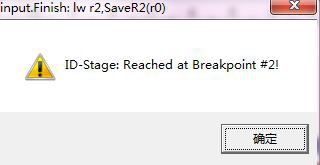 input.Finish: lw r2,SaveR2(r0)
ID-Stage: Reached at Breakpoint #2!
确定